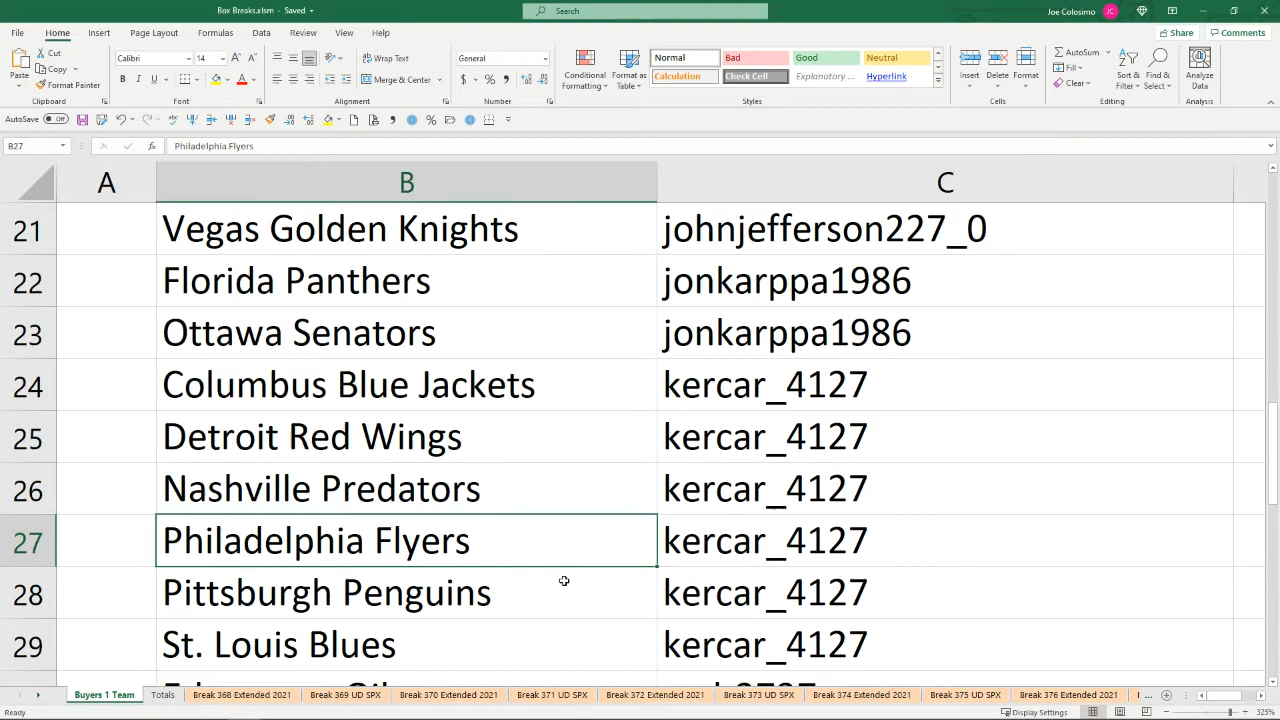 Box Breaks.xlsm - Saved
Search
Joe Colosimo
JC
File Home Insert Page Layout Formulas Data Review View Help
Share Comments
Paste
Cut
Copy
Format Painter
Clipboard
Calibri 14
B I U
Font
Wrap Text
Merge & Center
Alignment
General
$ % ,
Number
Conditional Formatting
Format as Table
Normal Bad Good Neutral
Calculation Check Cell Explanatory ... Hyperlink
Styles
Insert Delete Format
Cells
AutoSum
Fill
Clear
Sort & Filter
Find & Select
Editing
Analyze Data
Analysis
AutoSave Off
B27 fx Philadelphia Flyers
A B C
21 Vegas Golden Knights johnjefferson227_0
22 Florida Panthers jonkarppa1986
23 Ottawa Senators jonkarppa1986
24 Columbus Blue Jackets kercar_4127
25 Detroit Red Wings kercar_4127
26 Nashville Predators kercar_4127
27 Philadelphia Flyers kercar_4127
28 Pittsburgh Penguins kercar_4127
29 St. Louis Blues kercar_4127
Buyers 1 Team Totals Break 368 Extended 2021 Break 369 UD SPX Break 370 Extended 2021 Break 371 UD SPX Break 372 Extended 2021 Break 373 UD SPX Break 374 Extended 2021 Break 375 UD SPX Break 376 Extended 2021 ...
Ready Display Settings 325%